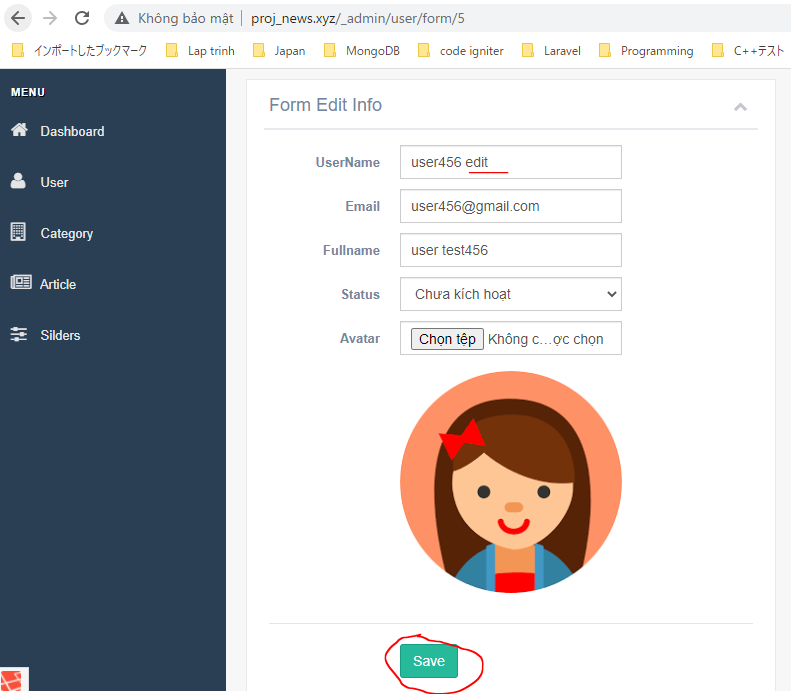 Không bảo mật proj_news.xyz/_admin/user/form/5
インポートしたブックマーク Lap trinh Japan MongoDB code igniter Laravel Programming C++テスト
MENU
Dashboard
User
Category
Article
Silders
Form Edit Info
UserName user456 edit
Email user456@gmail.com
Fullname user test456
Status Chưa kích hoạt
Avatar Chọn tệp Không c...ợc chọn
Save